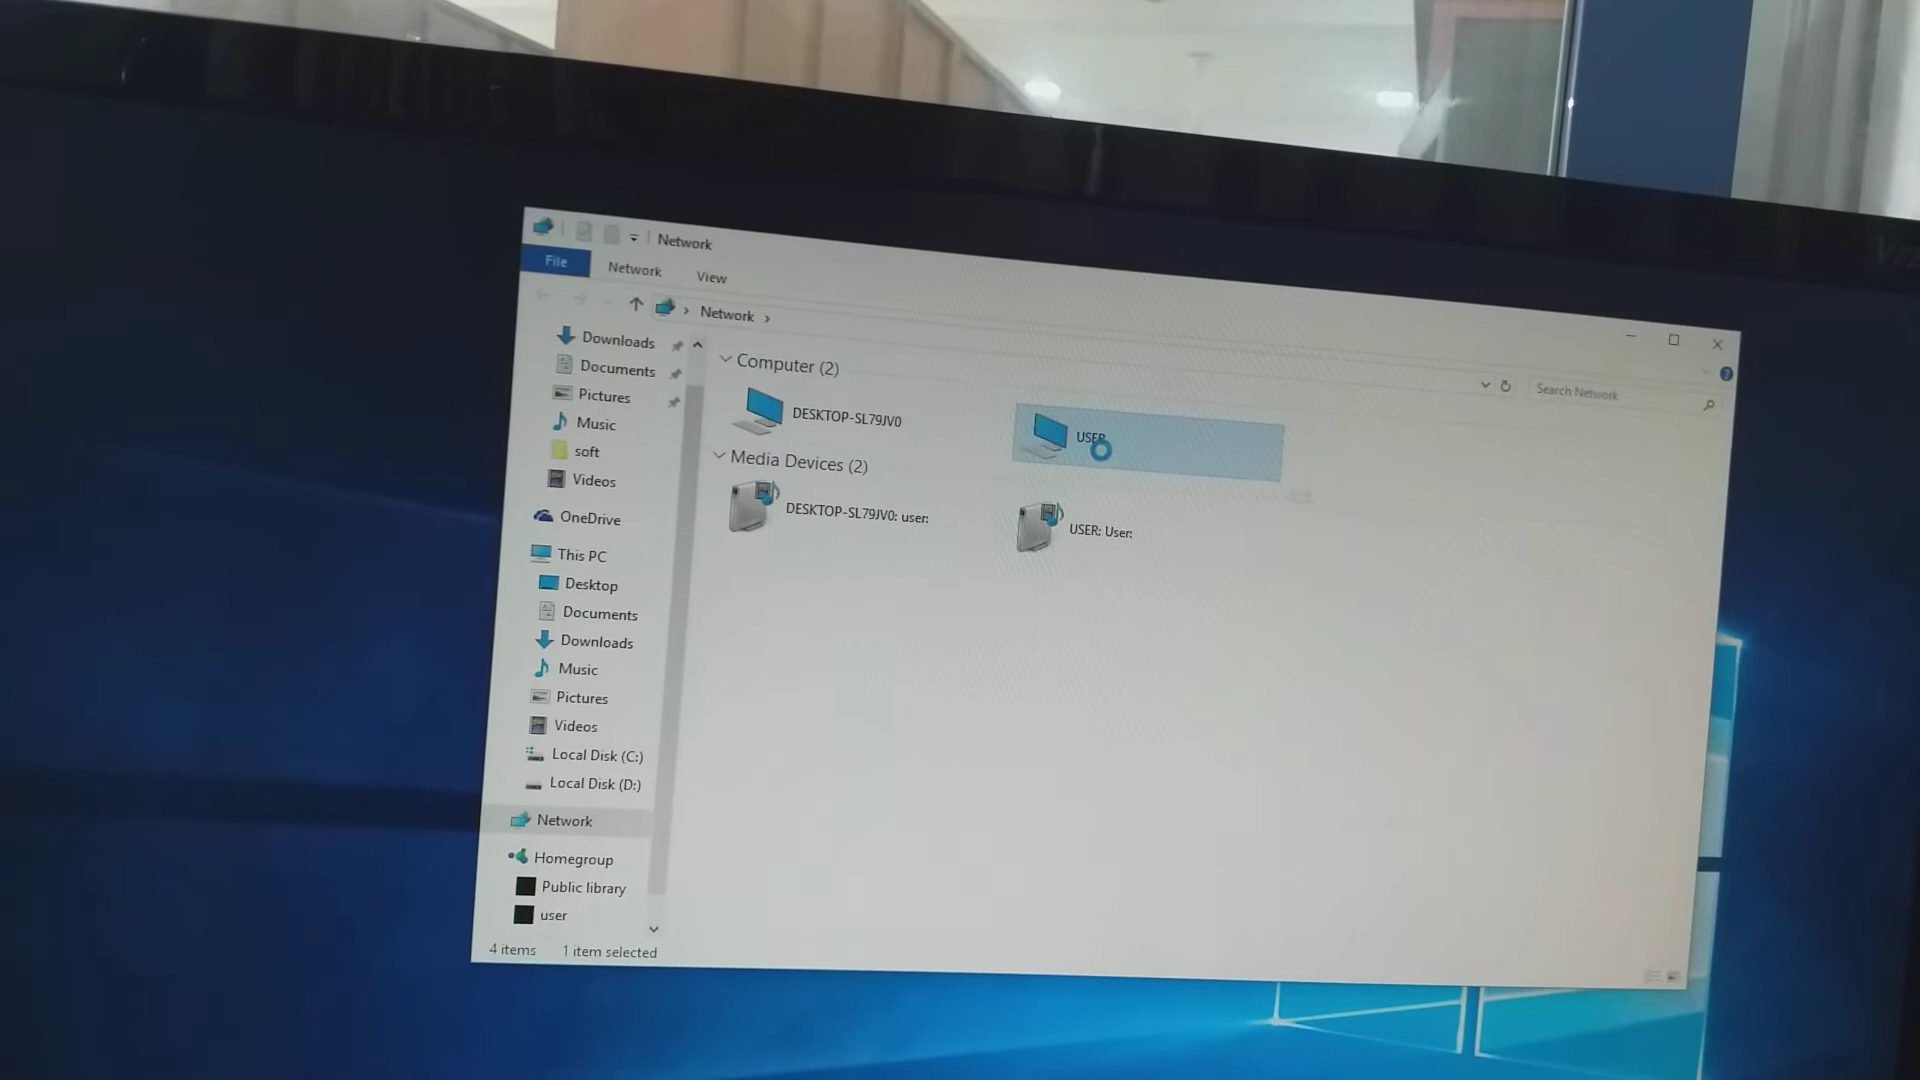 Network
File Network View
Network
Search Network
Downloads
Documents
Pictures
Music
soft
Videos
OneDrive
This PC
Desktop
Documents
Downloads
Music
Pictures
Videos
Local Disk (C:)
Local Disk (D:)
Network
Homegroup
Public library
user
Computer (2)
DESKTOP-SL79JV0
USER
Media Devices (2)
DESKTOP-SL79JV0: user:
USER: User:
4 items 1 item selected